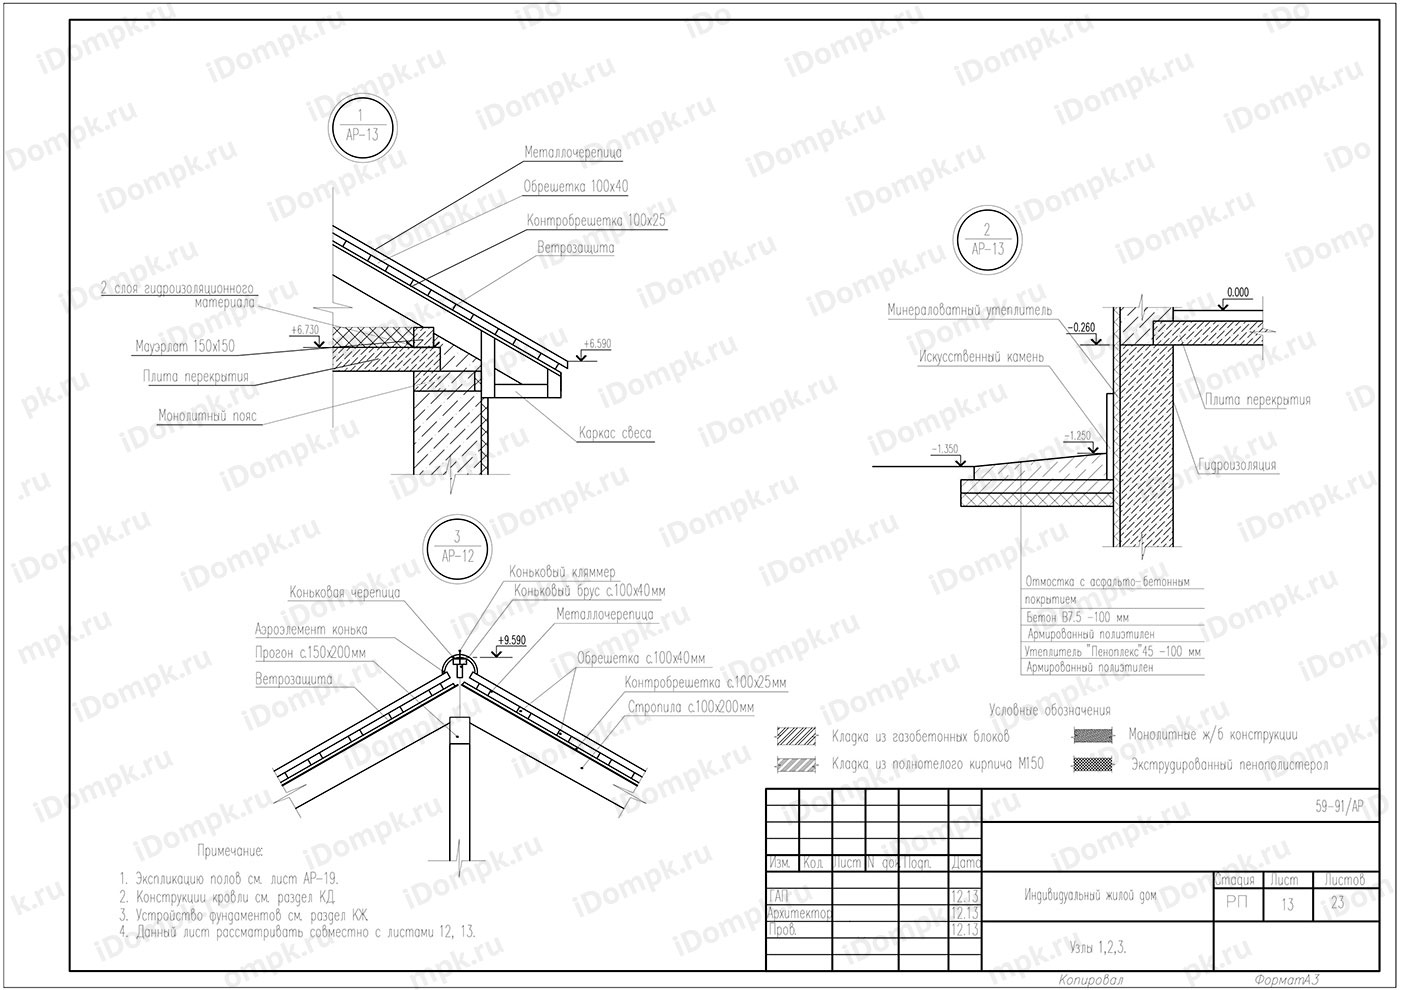 1
АР-13
Металлочерепица
Обрешетка 100х40
Контробрешетка 100х25
Ветрозащита
2 слоя гидроизоляционного
материала
+6.730
Мауэрлат 150х150
Плита перекрытия
Монолитный пояс
+6.590
Каркас свеса
2
АР-13
0.000
Минераловатный утеплитель
-0.260
Искусственный камень
Плита перекрытия
-1.250
-1.350
Гидроизоляция
Отмостка с асфальто-бетонным
покрытием
Бетон В7.5 -100 мм
Армированный полиэтилен
Утеплитель "Пеноплекс"45 -100 мм
Армированный полиэтилен
3
АР-12
Коньковый кляммер
Коньковый брус с.100х40мм
Коньковая черепица
Металлочерепица
Аэроэлемент конька
+9.590
Прогон с.150х200мм
Обрешетка с.100х40мм
Ветрозащита
Контробрешетка с.100х25мм
Стропила с.100х200мм
Условные обозначения
Кладка из газобетонных блоков
Монолитные ж/б конструкции
Кладка из полнотелого кирпича М150
Экструдированный пенополистерол
Примечание:
1. Экспликацию полов см. лист АР-19.
2. Конструкции кровли см. раздел КД.
3. Устройство фундаментов см. раздел КЖ.
4. Данный лист рассматривать совместно с листами 12, 13.
59-91/АР
Изм. Кол. Лист N док Подп. Дата
Индивидуальный жилой дом
Стадия Лист Листов
РП 13 23
ГАП 12.13
Архитектор 12.13
Пров. 12.13
Узлы 1,2,3.
Копировал ФорматА3
iDompk.ru